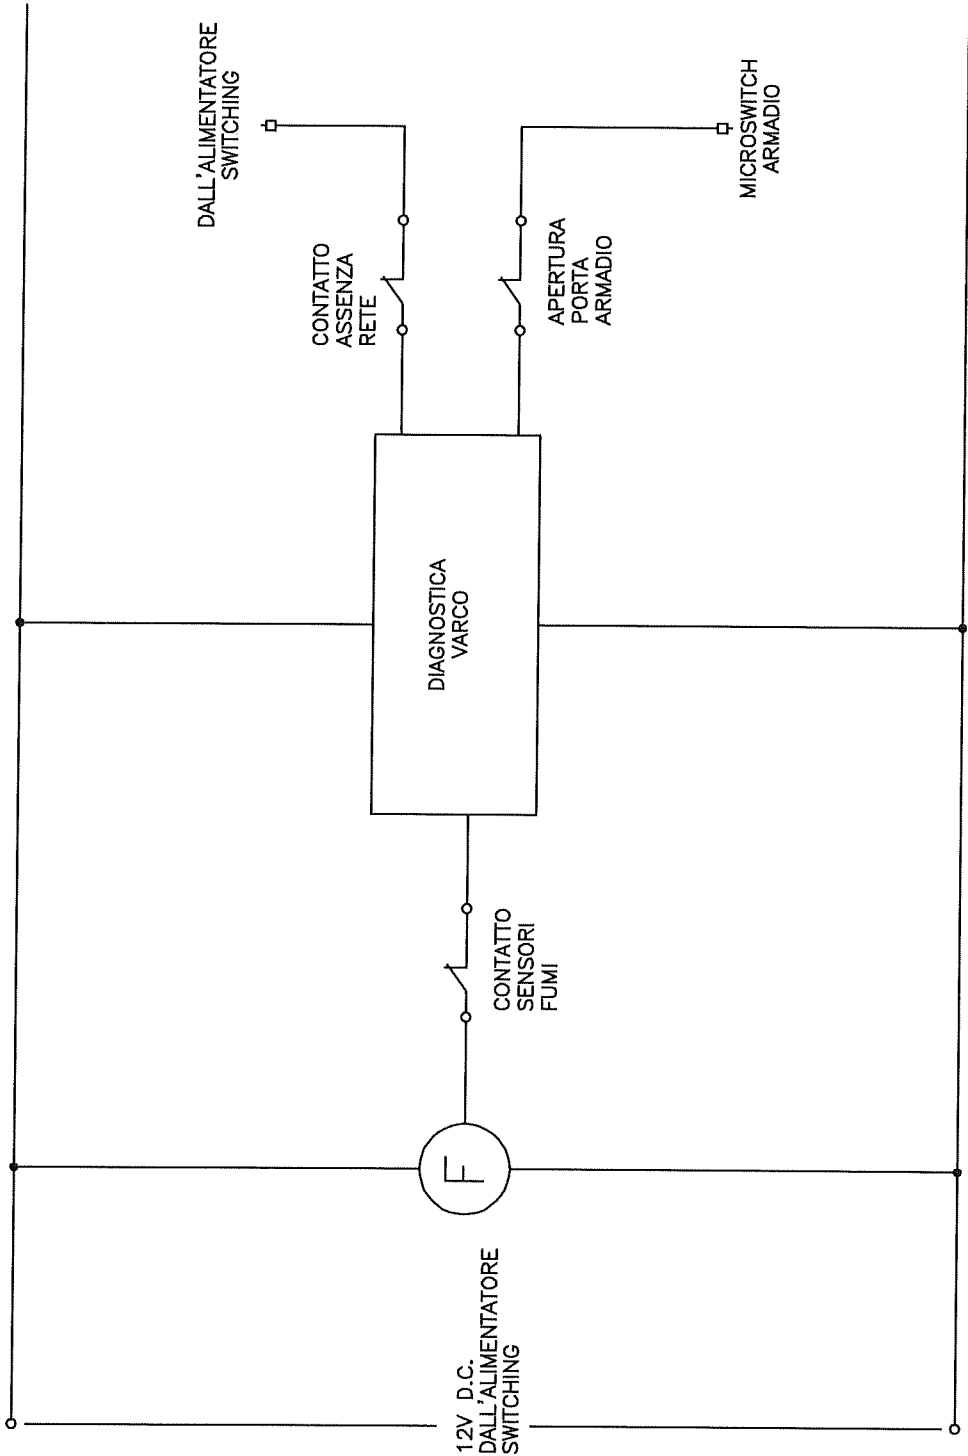 12V D.C.
DALL'ALIMENTATORE
SWITCHING
F
CONTATTO
SENSORI
FUMI
DIAGNOSTICA
VARCO
CONTATTO
ASSENZA
RETE
APERTURA
PORTA
ARMADIO
DALL'ALIMENTATORE
SWITCHING
MICROSWITCH
ARMADIO